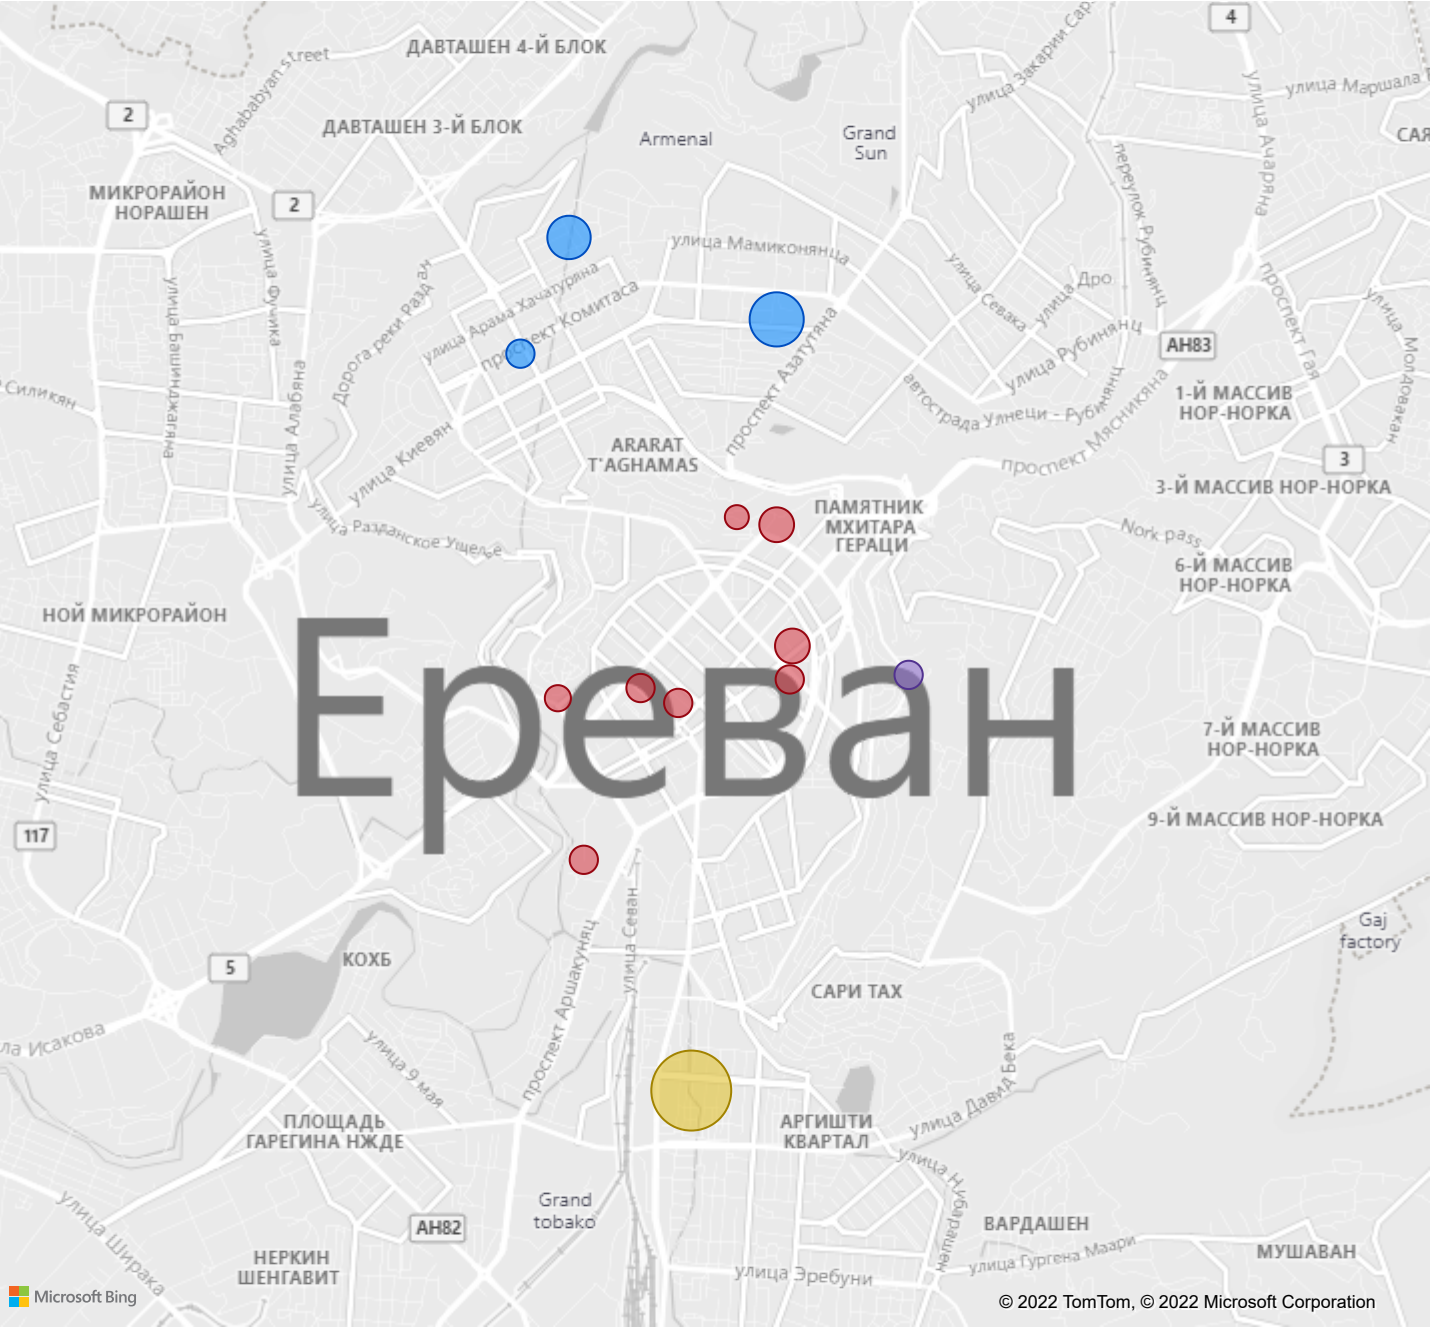 4
ДАВТАШЕН 4-Й БЛОК
улица Закарии Сар
Aghababyan street
улица Маршала
2
ДАВТАШЕН 3-Й БЛОК
Armenal
Grand
Sun
улица Ачаряна
САЯ
переулок Рубинянц
МИКРОРАЙОН
НОРАШЕН
2
улица Фучика
улица Мамиконянца
улица Башинджагяна
Дорога реки Раздан
улица Арама Хачатуряна
проспект Комитаса
улица Севака
улица Дро
проспект Гая
улица Молдовакан
улица Рубинянц
AH83
проспект Азатутяна
Силикян
улица Алабяна
автострада Улнеци - Рубинянц
проспект Мясникяна
1-Й МАССИВ
НОР-НОРКА
улица Киевян
ARARAT
T'AGHAMAS
3
3-Й МАССИВ НОР-НОРКА
улица Разданское Ущелье
ПАМЯТНИК
МХИТАРА
ГЕРАЦИ
Nork pass
6-Й МАССИВ
НОР-НОРКА
НОЙ МИКРОРАЙОН
Ереван
улица Себастия
7-Й МАССИВ
НОР-НОРКА
117
9-Й МАССИВ НОР-НОРКА
5
КОХБ
проспект Аршакуняц
улица Севан
Gaj
factory
САРИ ТАХ
ла Исакова
улица 9 мая
улица Давид Бека
ПЛОЩАДЬ
ГАРЕГИНА НЖДЕ
АРГИШТИ
КВАРТАЛ
улица Нубарашен
Grand
tobako
улица Ширака
AH82
ВАРДАШЕН
улица Гургена Маари
МУШАВАН
НЕРКИН
ШЕНГАВИТ
улица Эребуни
Microsoft Bing
© 2022 TomTom, © 2022 Microsoft Corporation